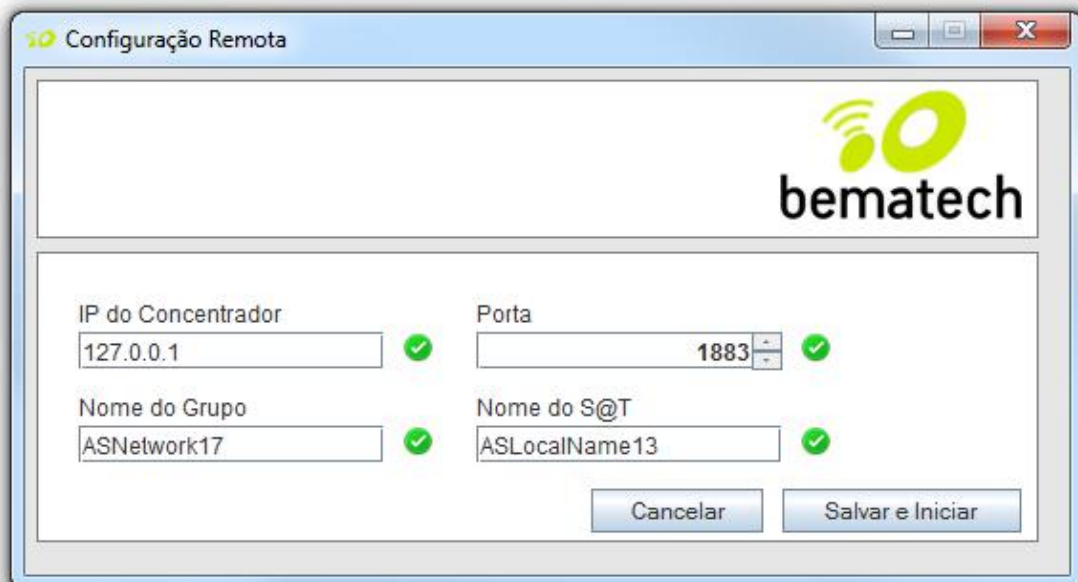 Configuração Remota
bematech
IP do Concentrador
Porta
127.0.0.1
1883
Nome do Grupo
Nome do S@T
ASNetwork17
ASLocalName13
Cancelar
Salvar e Iniciar